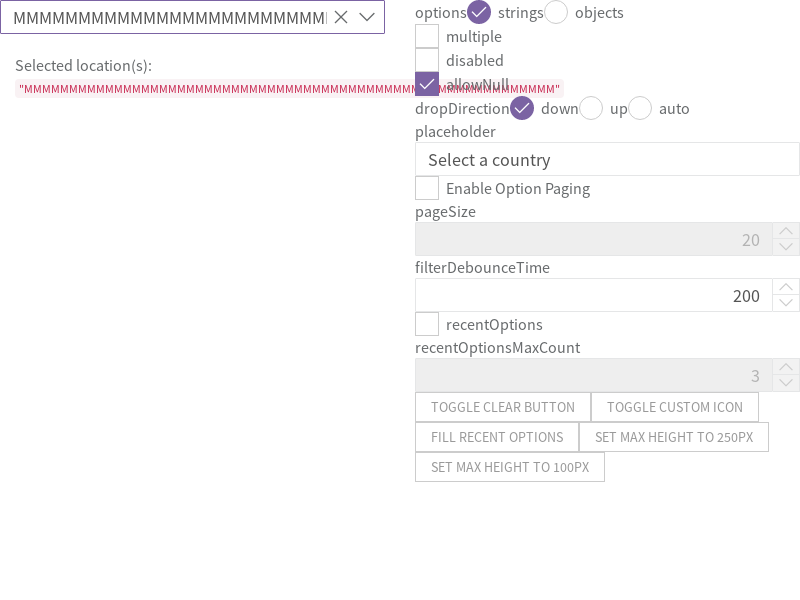 MMMMMMMMMMMMMMMMMMMMMMMM
options strings objects
multiple
disabled
allowNull
dropDirection down up auto
placeholder
Select a country
Enable Option Paging
pageSize
20
filterDebounceTime
200
recentOptions
recentOptionsMaxCount
3
TOGGLE CLEAR BUTTON TOGGLE CUSTOM ICON
FILL RECENT OPTIONS SET MAX HEIGHT TO 250PX
SET MAX HEIGHT TO 100PX
Selected location(s):